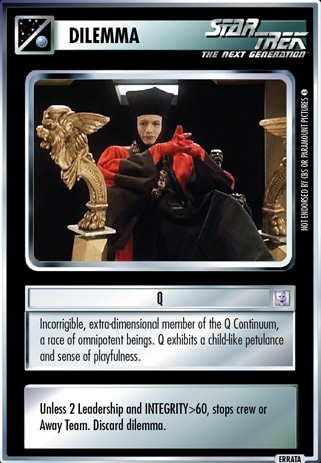 DILEMMA
STAR TREK
THE NEXT GENERATION
NOT ENDORSED BY CBS OR PARAMOUNT PICTURES
Q
Incorrigible, extra-dimensional member of the Q Continuum,
a race of omnipotent beings. Q exhibits a child-like petulance
and sense of playfulness.
Unless 2 Leadership and INTEGRITY>60, stops crew or
Away Team. Discard dilemma.
ERRATA